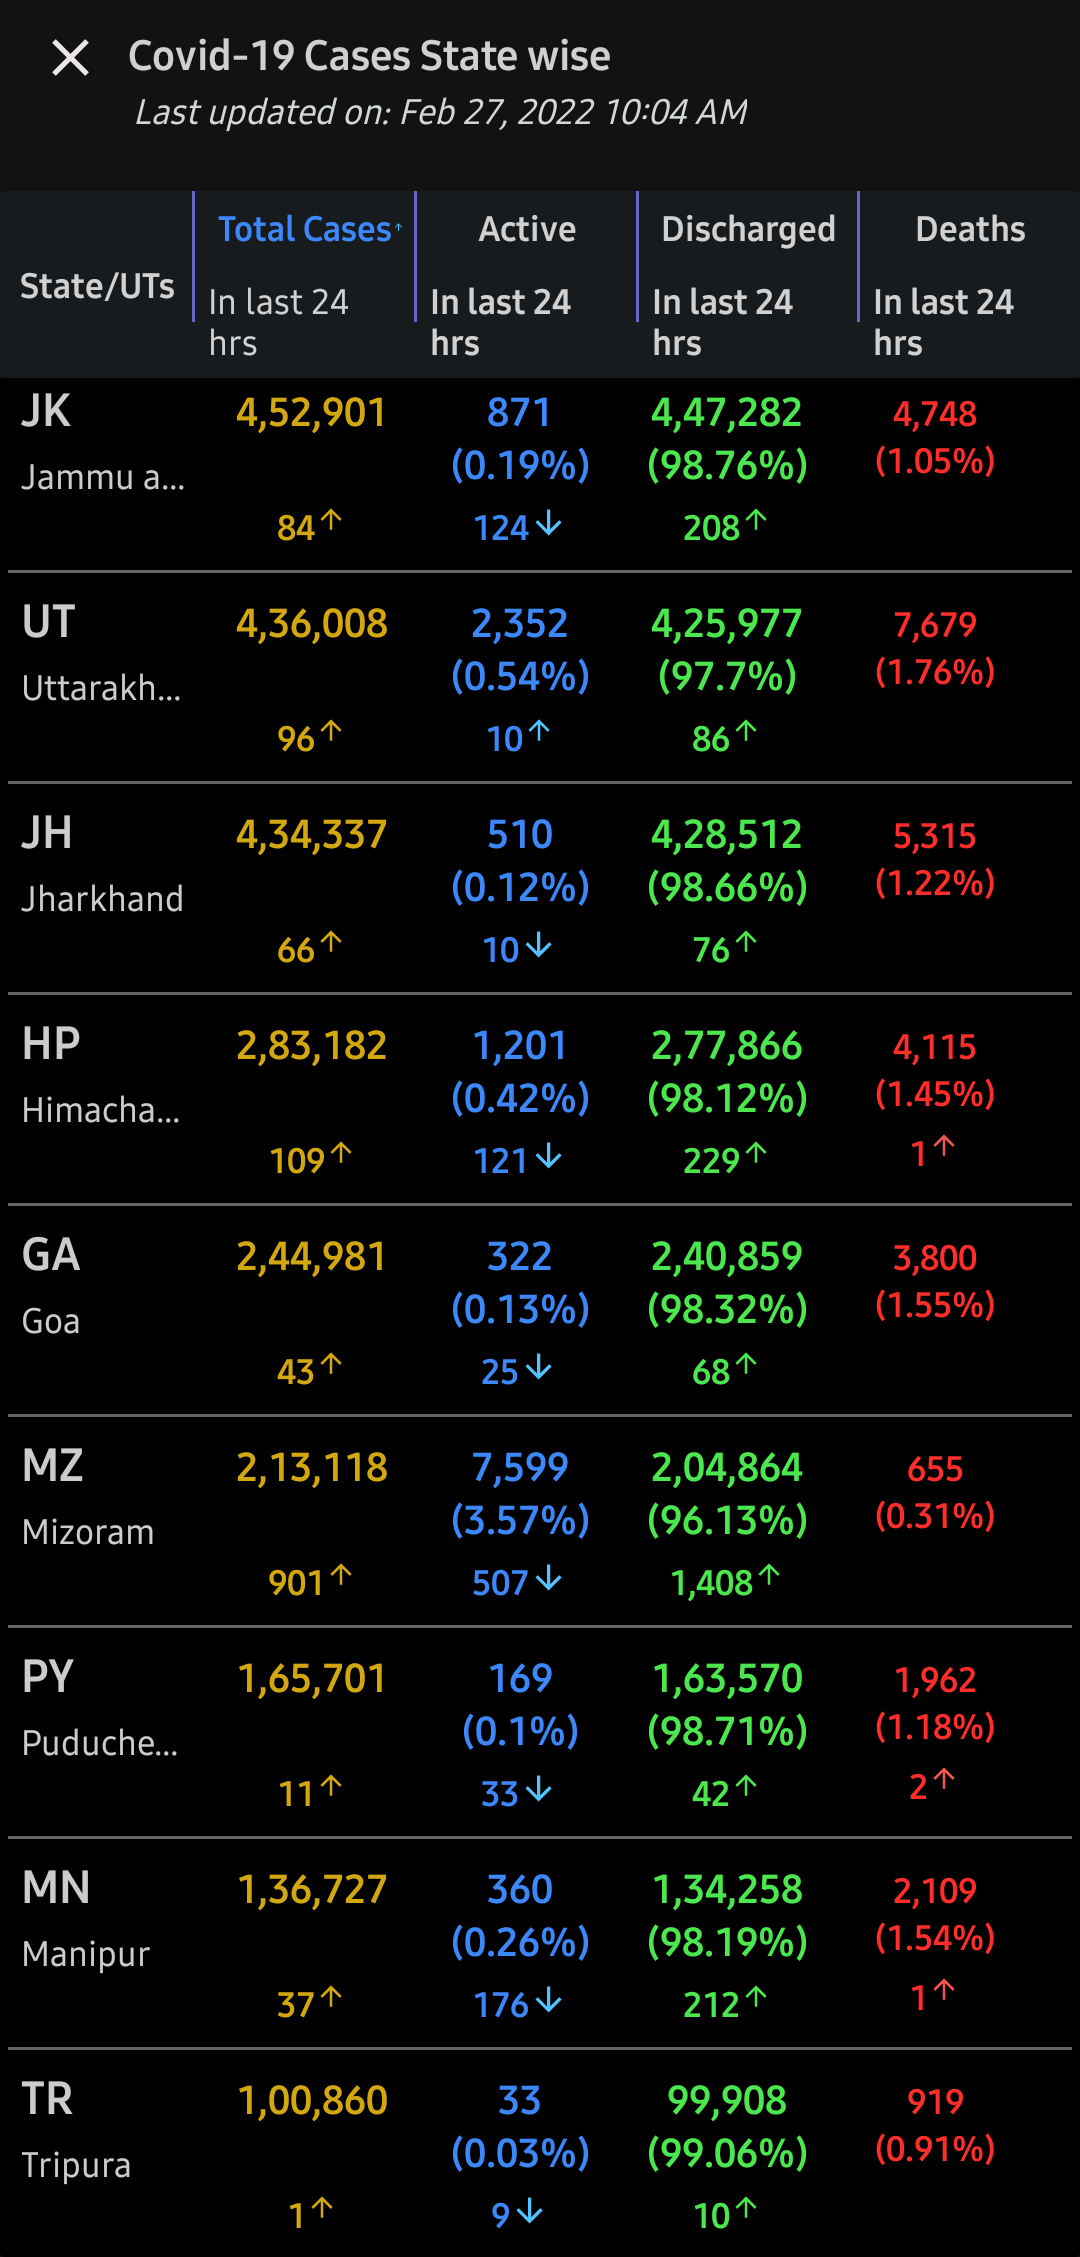 Covid-19 Cases State wise
Last updated on: Feb 27, 2022 10:04 AM
State/UTs
Total Cases↑ Active Discharged Deaths
In last 24 hrs In last 24 hrs In last 24 hrs In last 24 hrs
JK 4,52,901 871 4,47,282 4,748
Jammu a... (0.19%) (98.76%) (1.05%)
84↑ 124↓ 208↑
UT 4,36,008 2,352 4,25,977 7,679
Uttarakh... (0.54%) (97.7%) (1.76%)
96↑ 10↑ 86↑
JH 4,34,337 510 4,28,512 5,315
Jharkhand (0.12%) (98.66%) (1.22%)
66↑ 10↓ 76↑
HP 2,83,182 1,201 2,77,866 4,115
Himacha... (0.42%) (98.12%) (1.45%)
109↑ 121↓ 229↑ 1↑
GA 2,44,981 322 2,40,859 3,800
Goa (0.13%) (98.32%) (1.55%)
43↑ 25↓ 68↑
MZ 2,13,118 7,599 2,04,864 655
Mizoram (3.57%) (96.13%) (0.31%)
901↑ 507↓ 1,408↑
PY 1,65,701 169 1,63,570 1,962
Puduche... (0.1%) (98.71%) (1.18%)
11↑ 33↓ 42↑ 2↑
MN 1,36,727 360 1,34,258 2,109
Manipur (0.26%) (98.19%) (1.54%)
37↑ 176↓ 212↑ 1↑
TR 1,00,860 33 99,908 919
Tripura (0.03%) (99.06%) (0.91%)
1↑ 9↓ 10↑